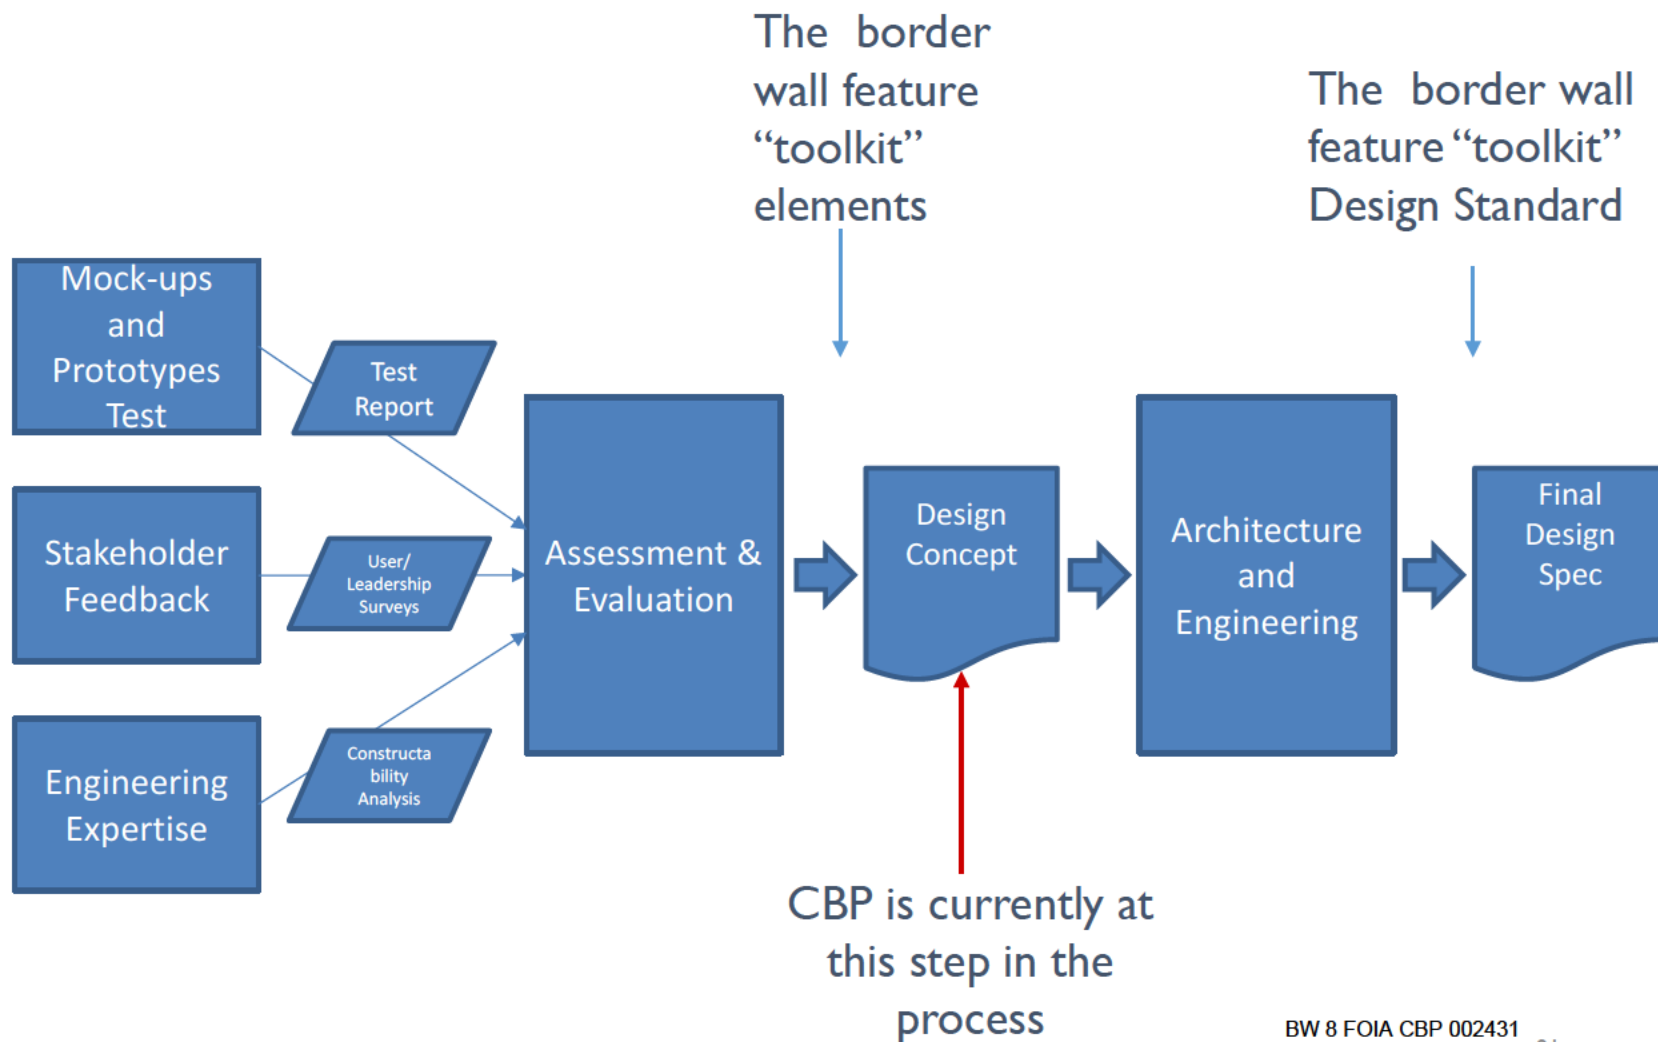 The border
wall feature
“toolkit”
elements
The border wall
feature “toolkit”
Design Standard
Mock-ups
and
Prototypes
Test
Test
Report
Stakeholder
Feedback
User/
Leadership
Surveys
Engineering
Expertise
Constructa
bility
Analysis
Assessment &
Evaluation
Design
Concept
Architecture
and
Engineering
Final
Design
Spec
CBP is currently at
this step in the
process
BW 8 FOIA CBP 002431